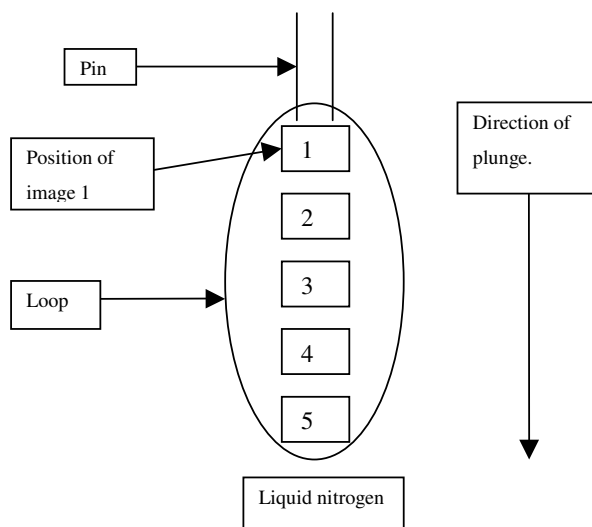 Pin
Position of
image 1
Loop
1
2
3
4
5
Direction of
plunge.
Liquid nitrogen